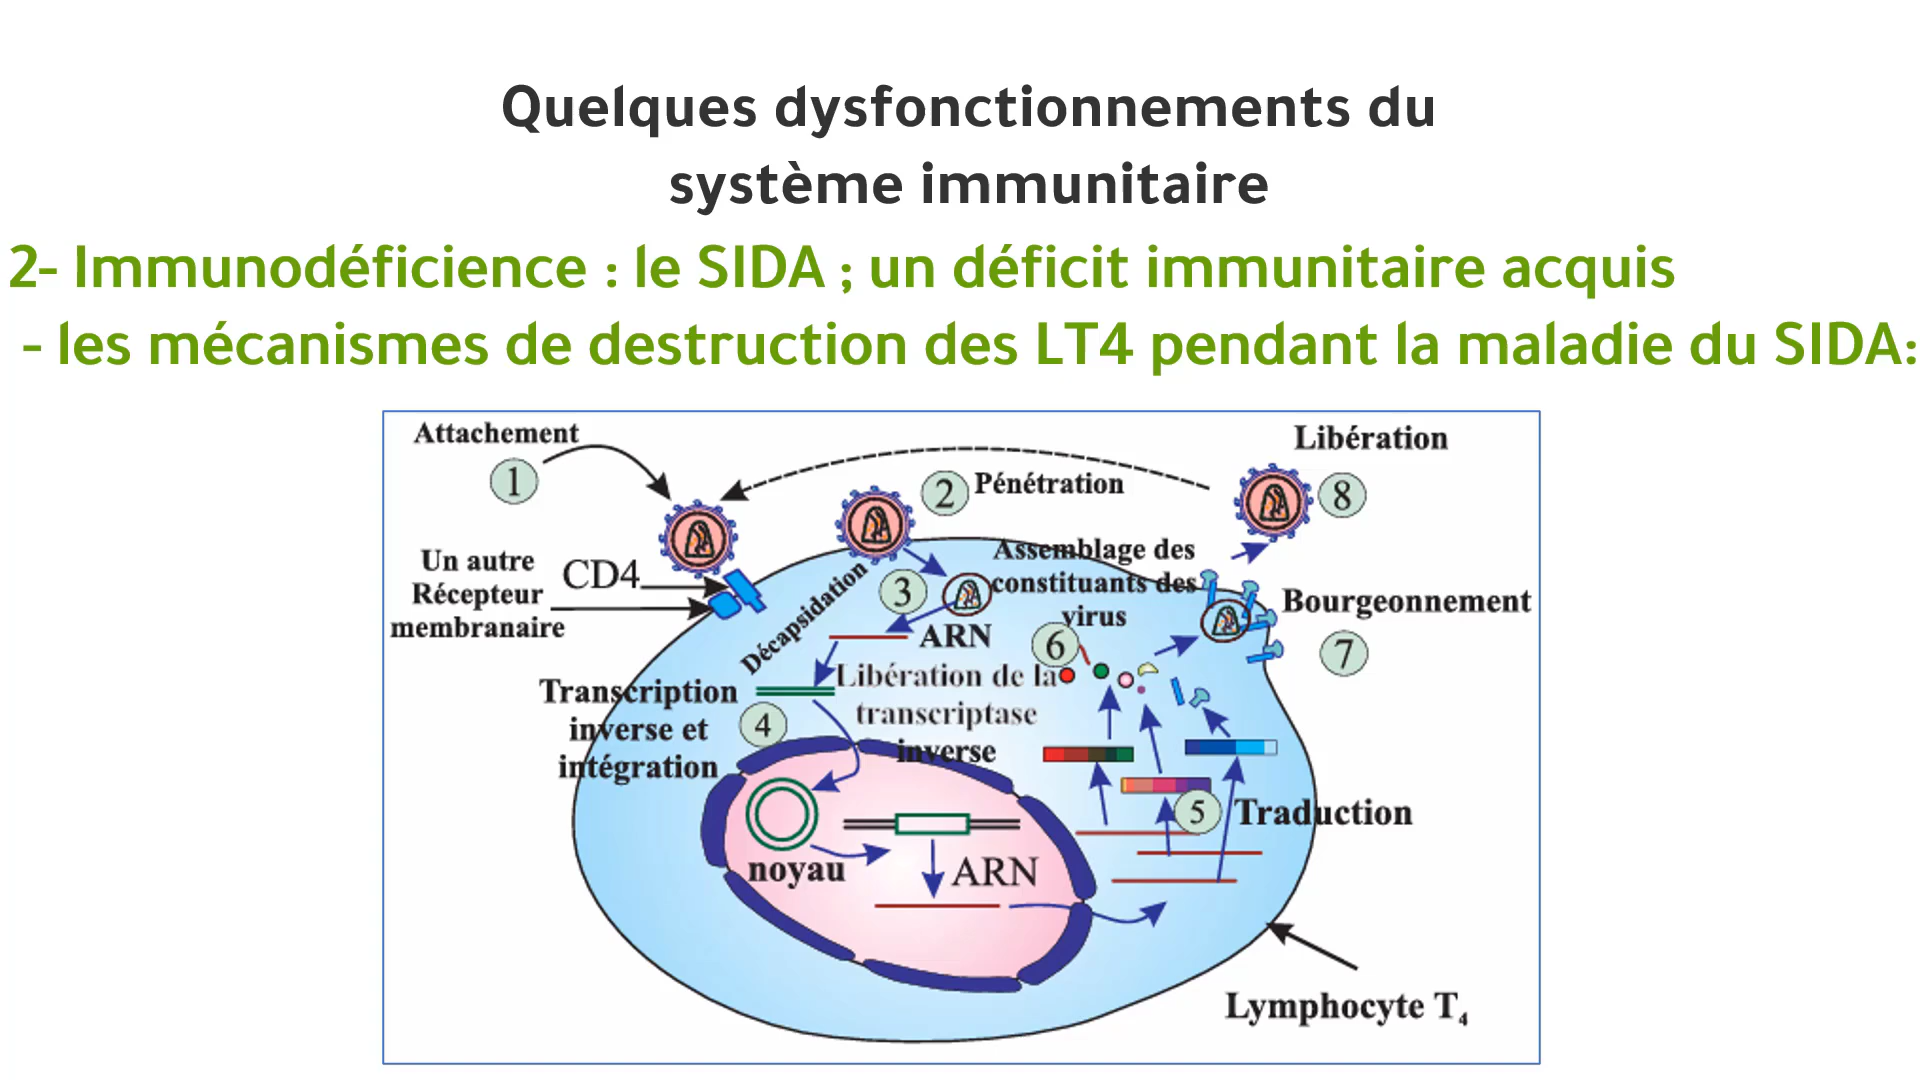 Quelques dysfonctionnements du
système immunitaire
2- Immunodéficience : le SIDA ; un déficit immunitaire acquis
- les mécanismes de destruction des LT4 pendant la maladie du SIDA:
Attachement
1
2
Pénétration
Libération
8
Un autre
Récepteur
membranaire
CD4
Décapsidation
3
Assemblage des
constituants des
virus
6
Bourgeonnement
7
ARN
Libération de la
transcriptase
inverse
Transcription
inverse et
intégration
4
5
Traduction
noyau
ARN
Lymphocyte T4